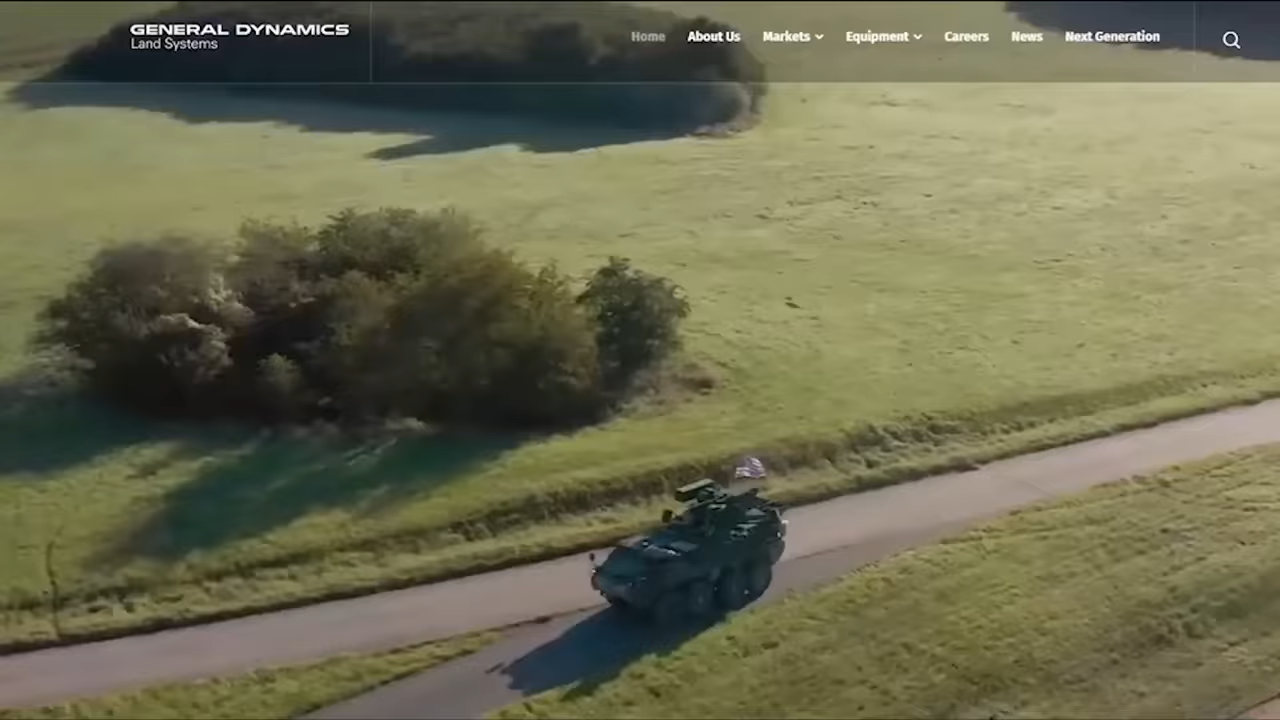 GENERAL DYNAMICS
Land Systems
Home About Us Markets Equipment Careers News Next Generation